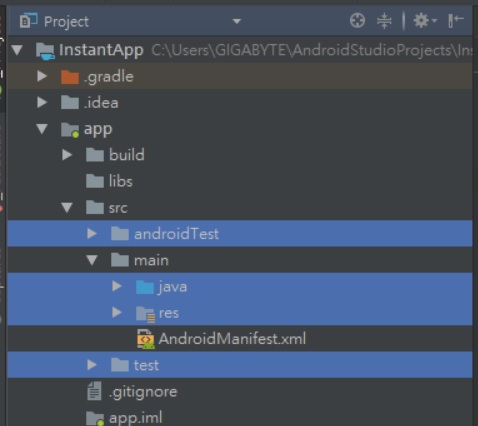 Project
InstantApp C:\Users\GIGABYTE\AndroidStudioProjects\Ins
.gradle
.idea
app
build
libs
src
androidTest
main
java
res
AndroidManifest.xml
test
.gitignore
app.iml